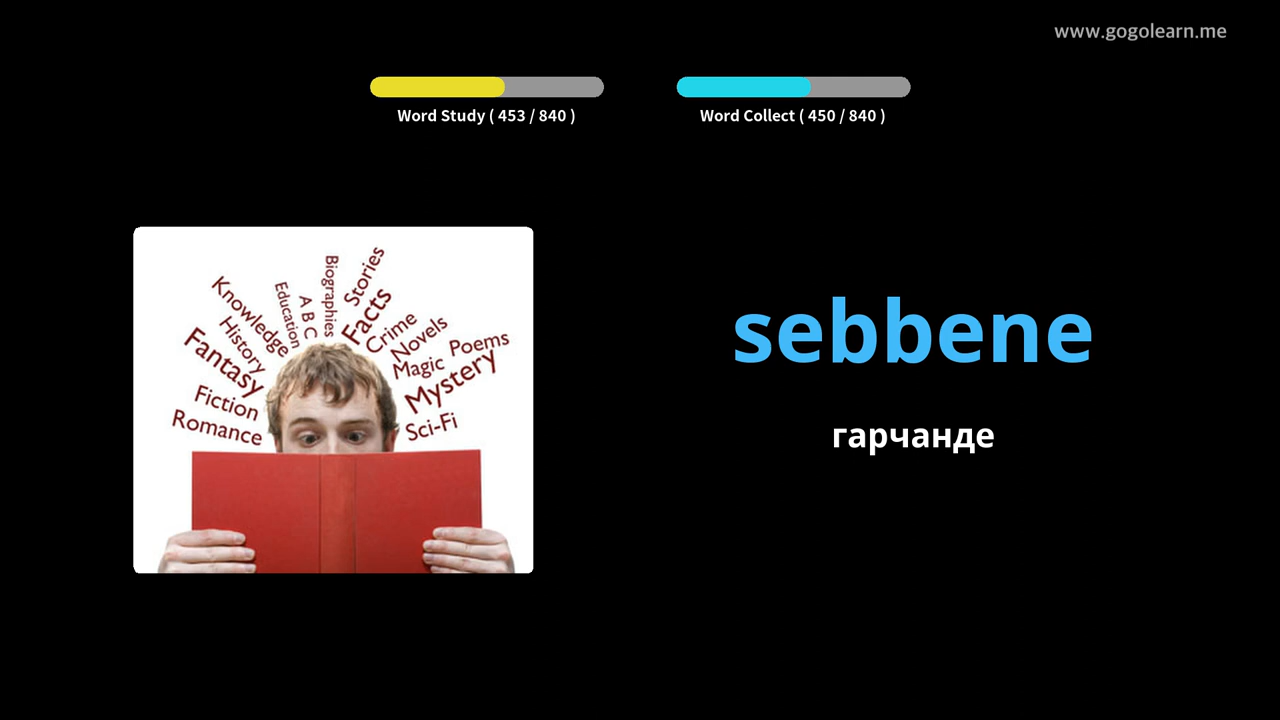 www.gogolearn.me
Word Study ( 453 / 840 )
Word Collect ( 450 / 840 )
Stories
Biographies
Facts
A B C
Education
Knowledge
Crime
Novels
History
Poems
Magic
Fantasy
Mystery
Fiction
Sci-Fi
Romance
sebbene
гарчанде